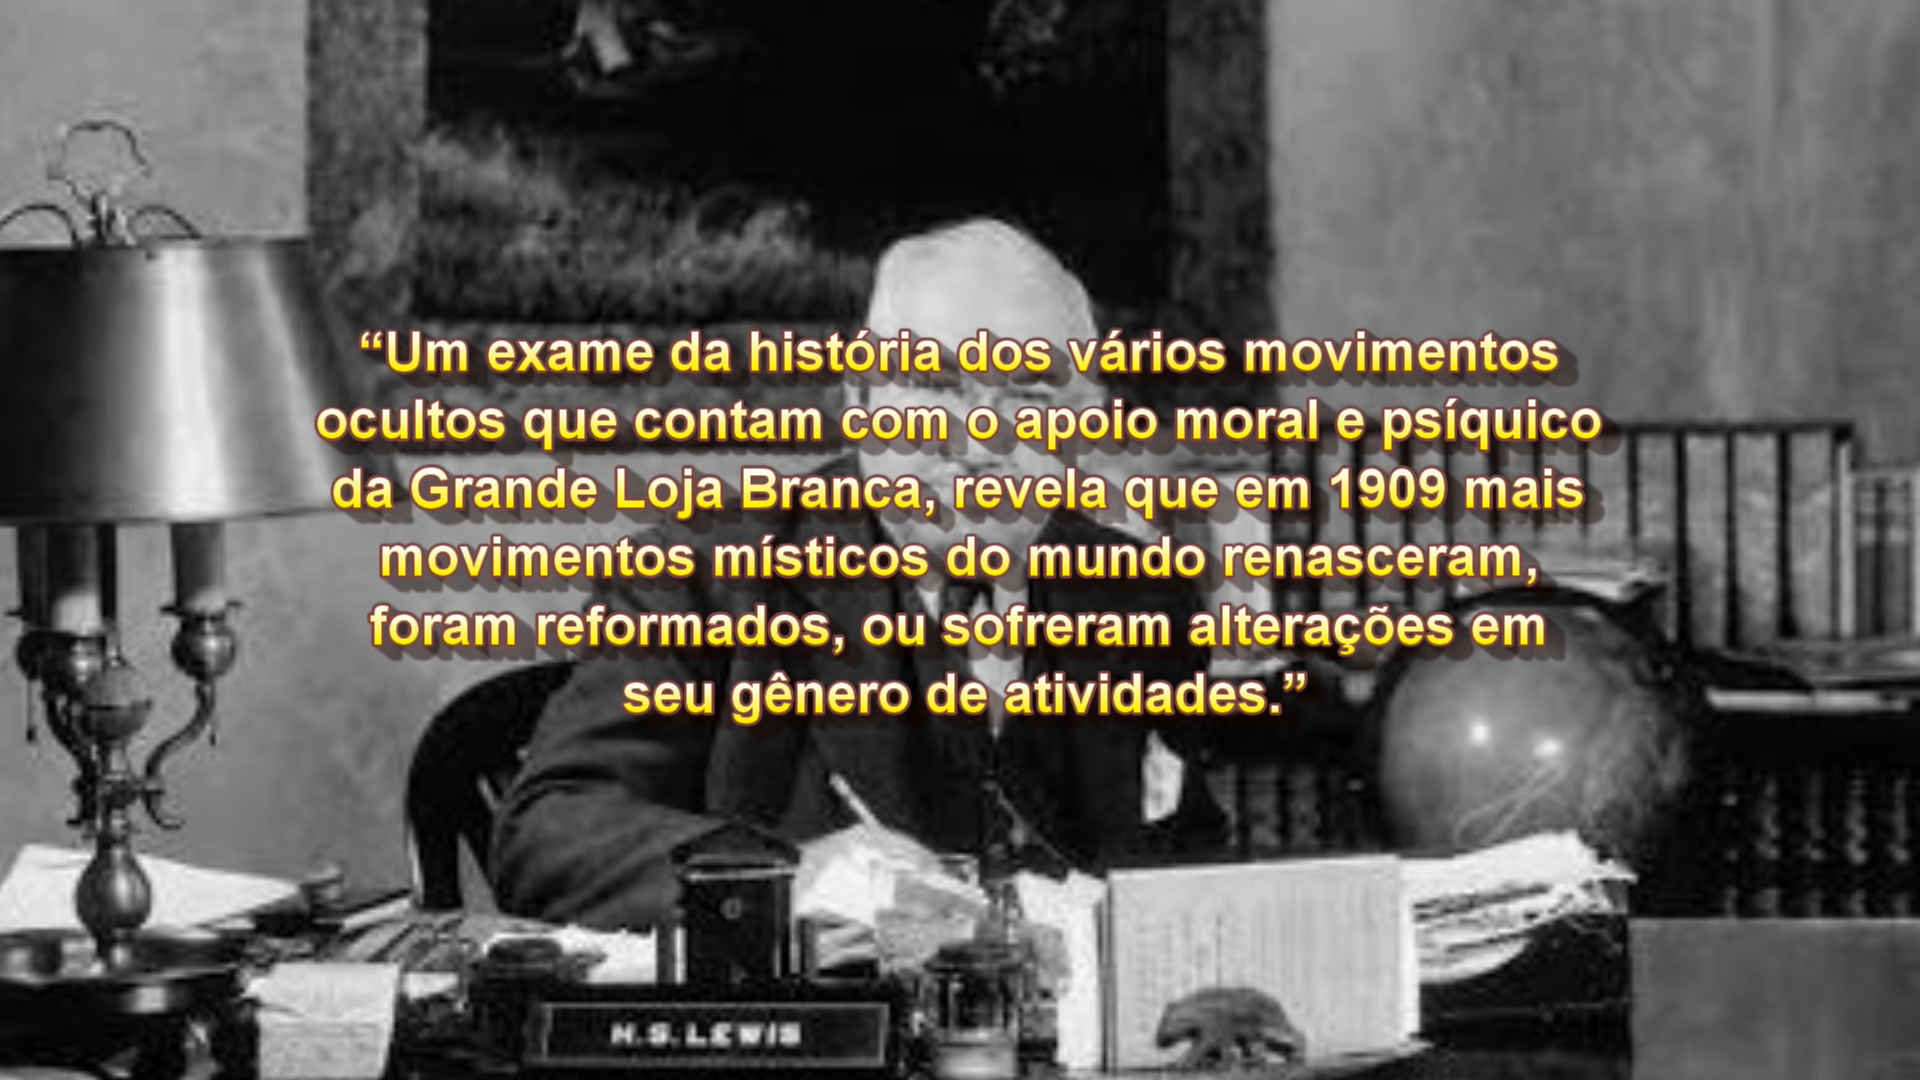 “Um exame da história dos vários movimentos
ocultos que contam com o apoio moral e psíquico
da Grande Loja Branca, revela que em 1909 mais
movimentos místicos do mundo renasceram,
foram reformados, ou sofreram alterações em
seu gênero de atividades.”
H.S. LEWIS